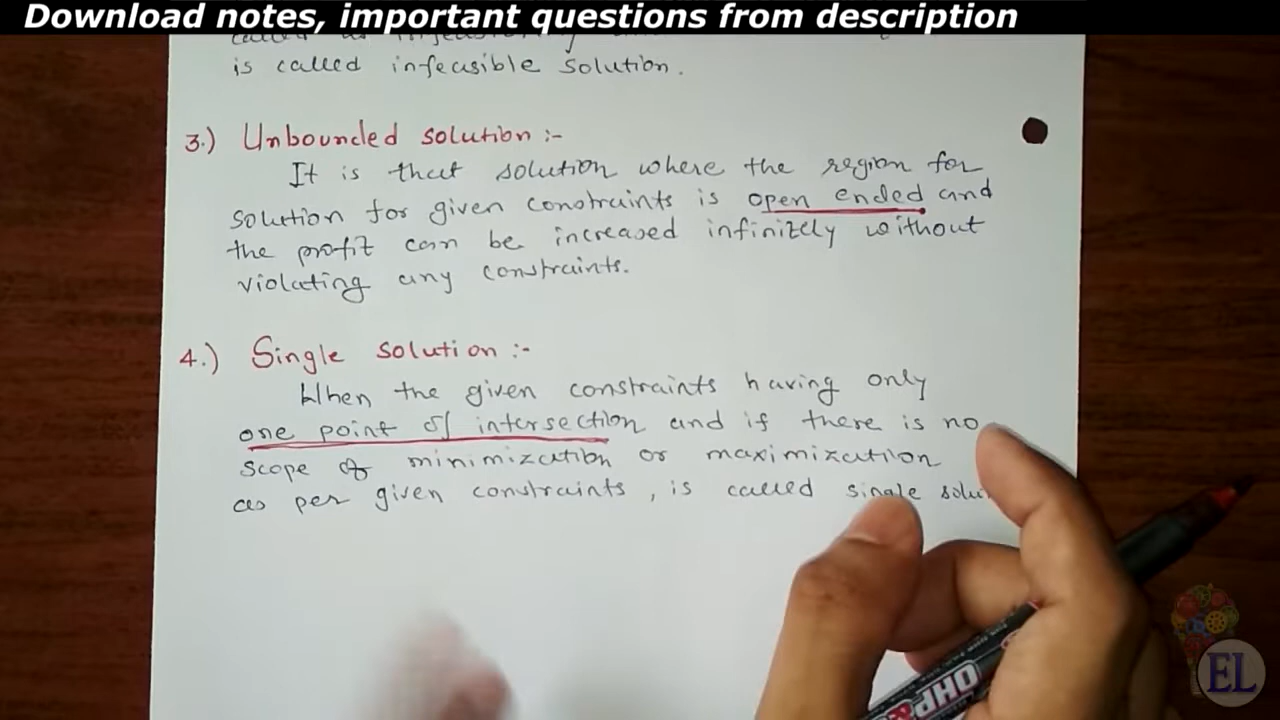 Download notes, important questions from description
is called infeasible solution.
3.) Unbounded solution :-
It is that solution where the region for
solution for given constraints is open ended and
the profit can be increased infinitely without
violating any constraints.
4.) Single solution :-
When the given constraints having only
one point of intersection and if there is no
scope of minimization or maximization
as per given constraints, is called single solu
OHP
EL